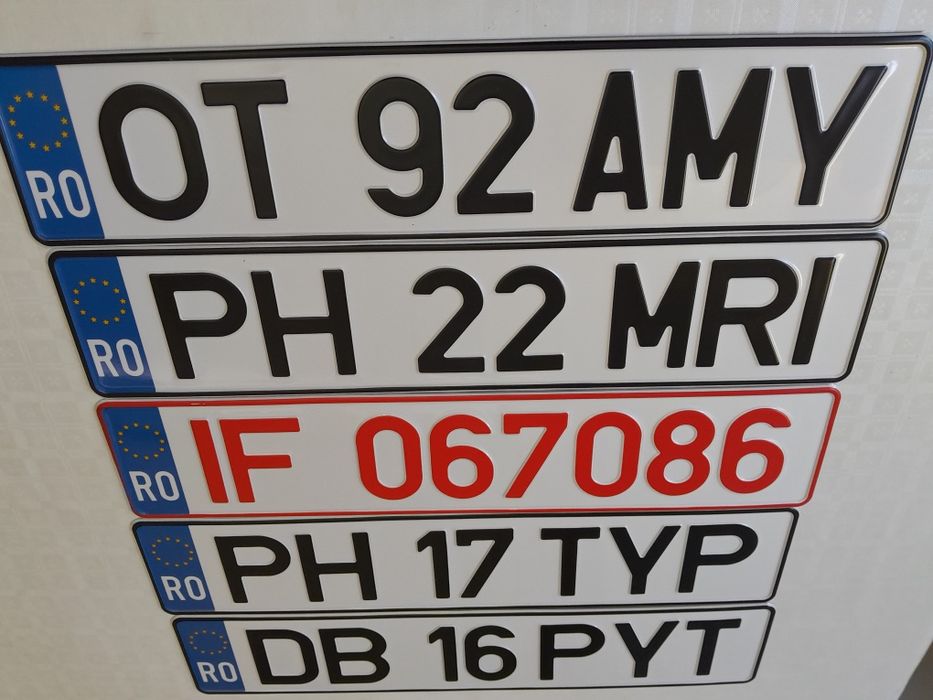 RO OT 92 AMY
RO PH 22 MRI
RO IF 067086
RO PH 17 TYP
RO DB 16 PYT